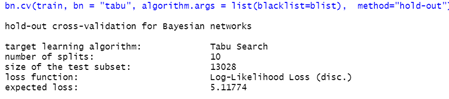 bn.cv(train, bn = "tabu", algorithm.args = list(blacklist=blist), method="hold-out")
hold-out cross-validation for Bayesian networks
target learning algorithm: Tabu Search
number of splits: 10
size of the test subset: 13028
loss function: Log-Likelihood Loss (disc.)
expected loss: 5.11774